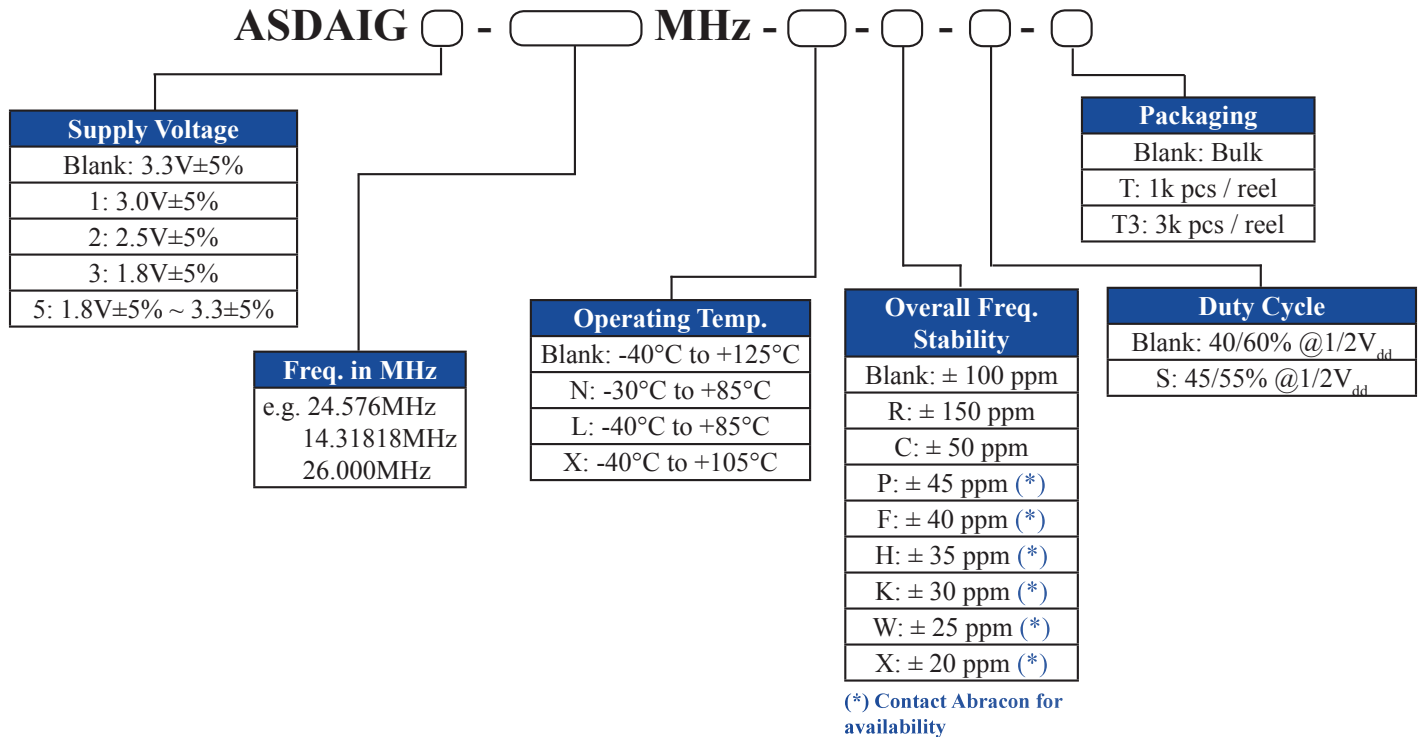 ASDAIG - MHz - - - -
Supply Voltage
Blank: 3.3V±5%
1: 3.0V±5%
2: 2.5V±5%
3: 1.8V±5%
5: 1.8V±5% ~ 3.3±5%
Freq. in MHz
e.g. 24.576MHz
14.31818MHz
26.000MHz
Operating Temp.
Blank: -40°C to +125°C
N: -30°C to +85°C
L: -40°C to +85°C
X: -40°C to +105°C
Overall Freq.
Stability
Blank: ± 100 ppm
R: ± 150 ppm
C: ± 50 ppm
P: ± 45 ppm (*)
F: ± 40 ppm (*)
H: ± 35 ppm (*)
K: ± 30 ppm (*)
W: ± 25 ppm (*)
X: ± 20 ppm (*)
(*) Contact Abracon for
availability
Duty Cycle
Blank: 40/60% @1/2Vdd
S: 45/55% @1/2Vdd
Packaging
Blank: Bulk
T: 1k pcs / reel
T3: 3k pcs / reel